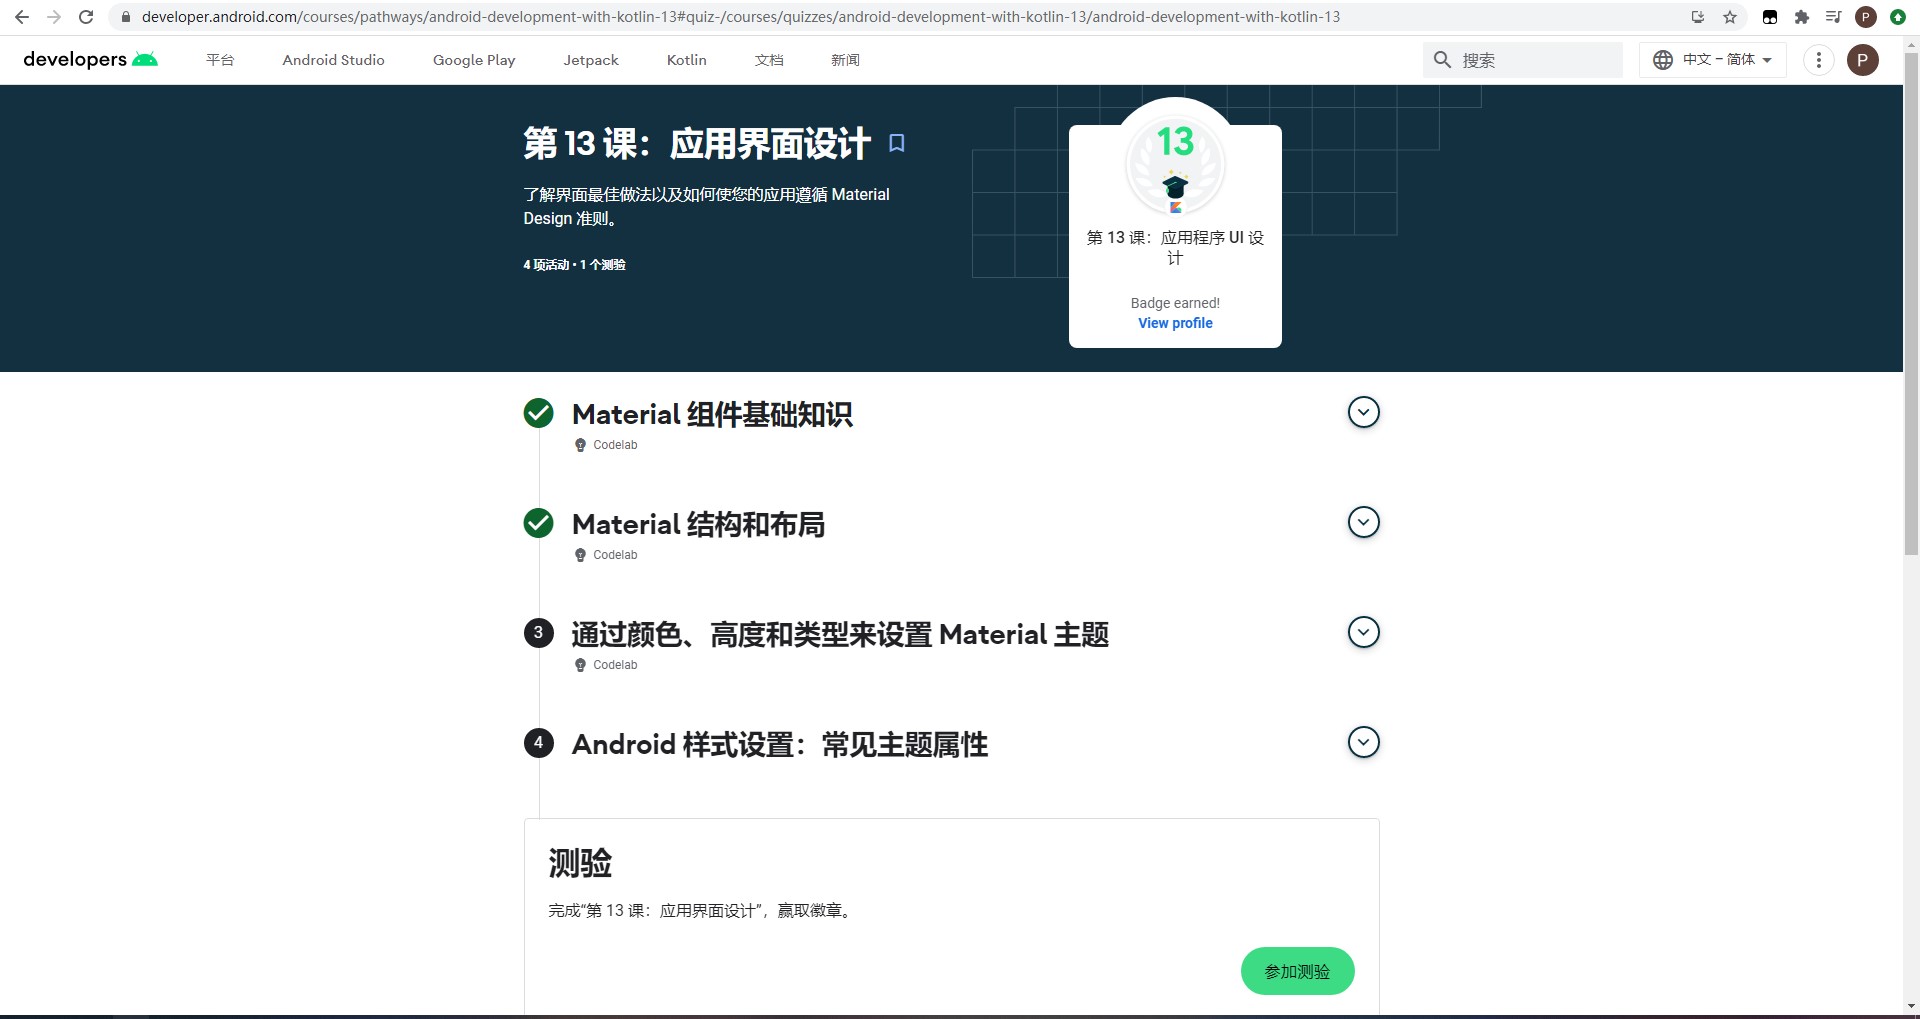 developer.android.com/courses/pathways/android-development-with-kotlin-13#quiz-/courses/quizzes/android-development-with-kotlin-13/android-development-with-kotlin-13
P
developers 平台 Android Studio Google Play Jetpack Kotlin 文档 新闻 搜索 中文 – 简体 P
第 13 课：应用界面设计
了解界面最佳做法以及如何使您的应用遵循 Material
Design 准则。
4 项活动 • 1 个测验
13
第 13 课：应用程序 UI 设
计
Badge earned!
View profile
Material 组件基础知识
Codelab
Material 结构和布局
Codelab
3 通过颜色、高度和类型来设置 Material 主题
Codelab
4 Android 样式设置：常见主题属性
测验
完成“第 13 课：应用界面设计”，赢取徽章。
参加测验